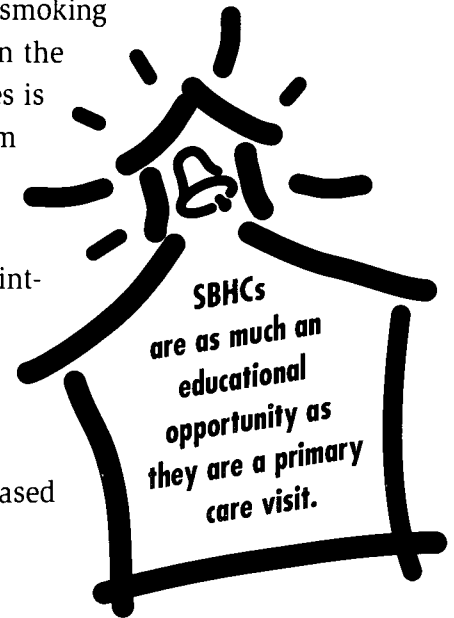 smoking
n the
es is
m
int-
ased
SBHCs
are as much an
educational
opportunity as
they are a primary
care visit.